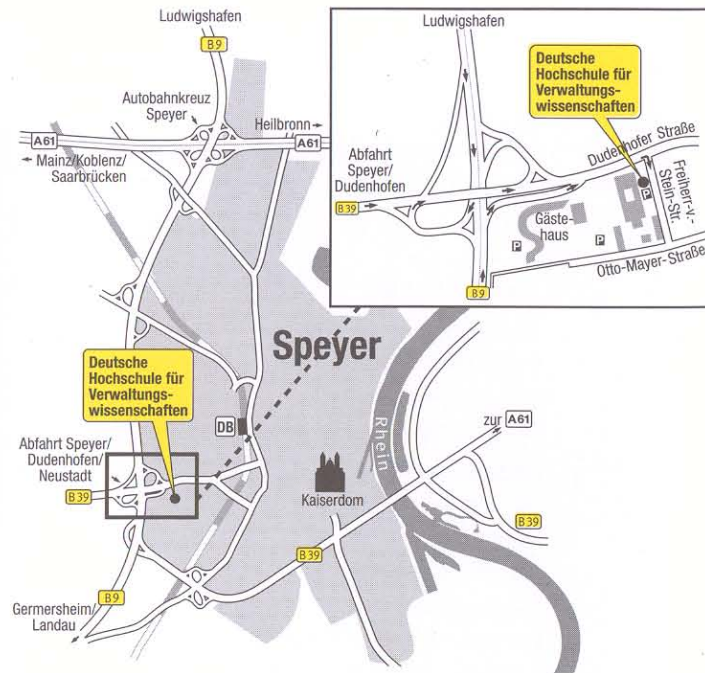 Ludwigshafen
B9
Autobahnkreuz
Speyer
Heilbronn
A61
A61
Mainz/Koblenz/
Saarbrücken
Speyer
Deutsche
Hochschule für
Verwaltungs-
wissenschaften
DB
Abfahrt Speyer/
Dudenhofen/
Neustadt
B39
Kaiserdom
Rhein
zur A61
B39
B39
B9
Germersheim/
Landau
Ludwigshafen
Deutsche
Hochschule für
Verwaltungs-
wissenschaften
Dudenhofer Straße
Abfahrt
Speyer/
Dudenhofen
B39
Gäste-
haus
P
P
P
Freiherr-v.-
Stein-Str.
Otto-Mayer-Straße
B9